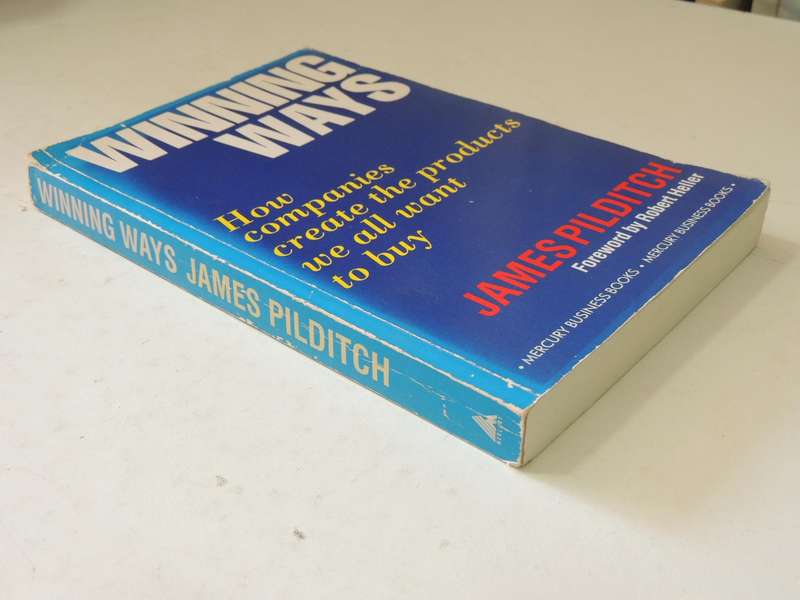 WINNING
WAYS
How
companies
create the products
we all want
to buy
JAMES PILDITCH
Foreword by Robert Heller
• MERCURY BUSINESS BOOKS • MERCURY BUSINESS BOOKS •
WINNING WAYS JAMES PILDITCH
MERCURY